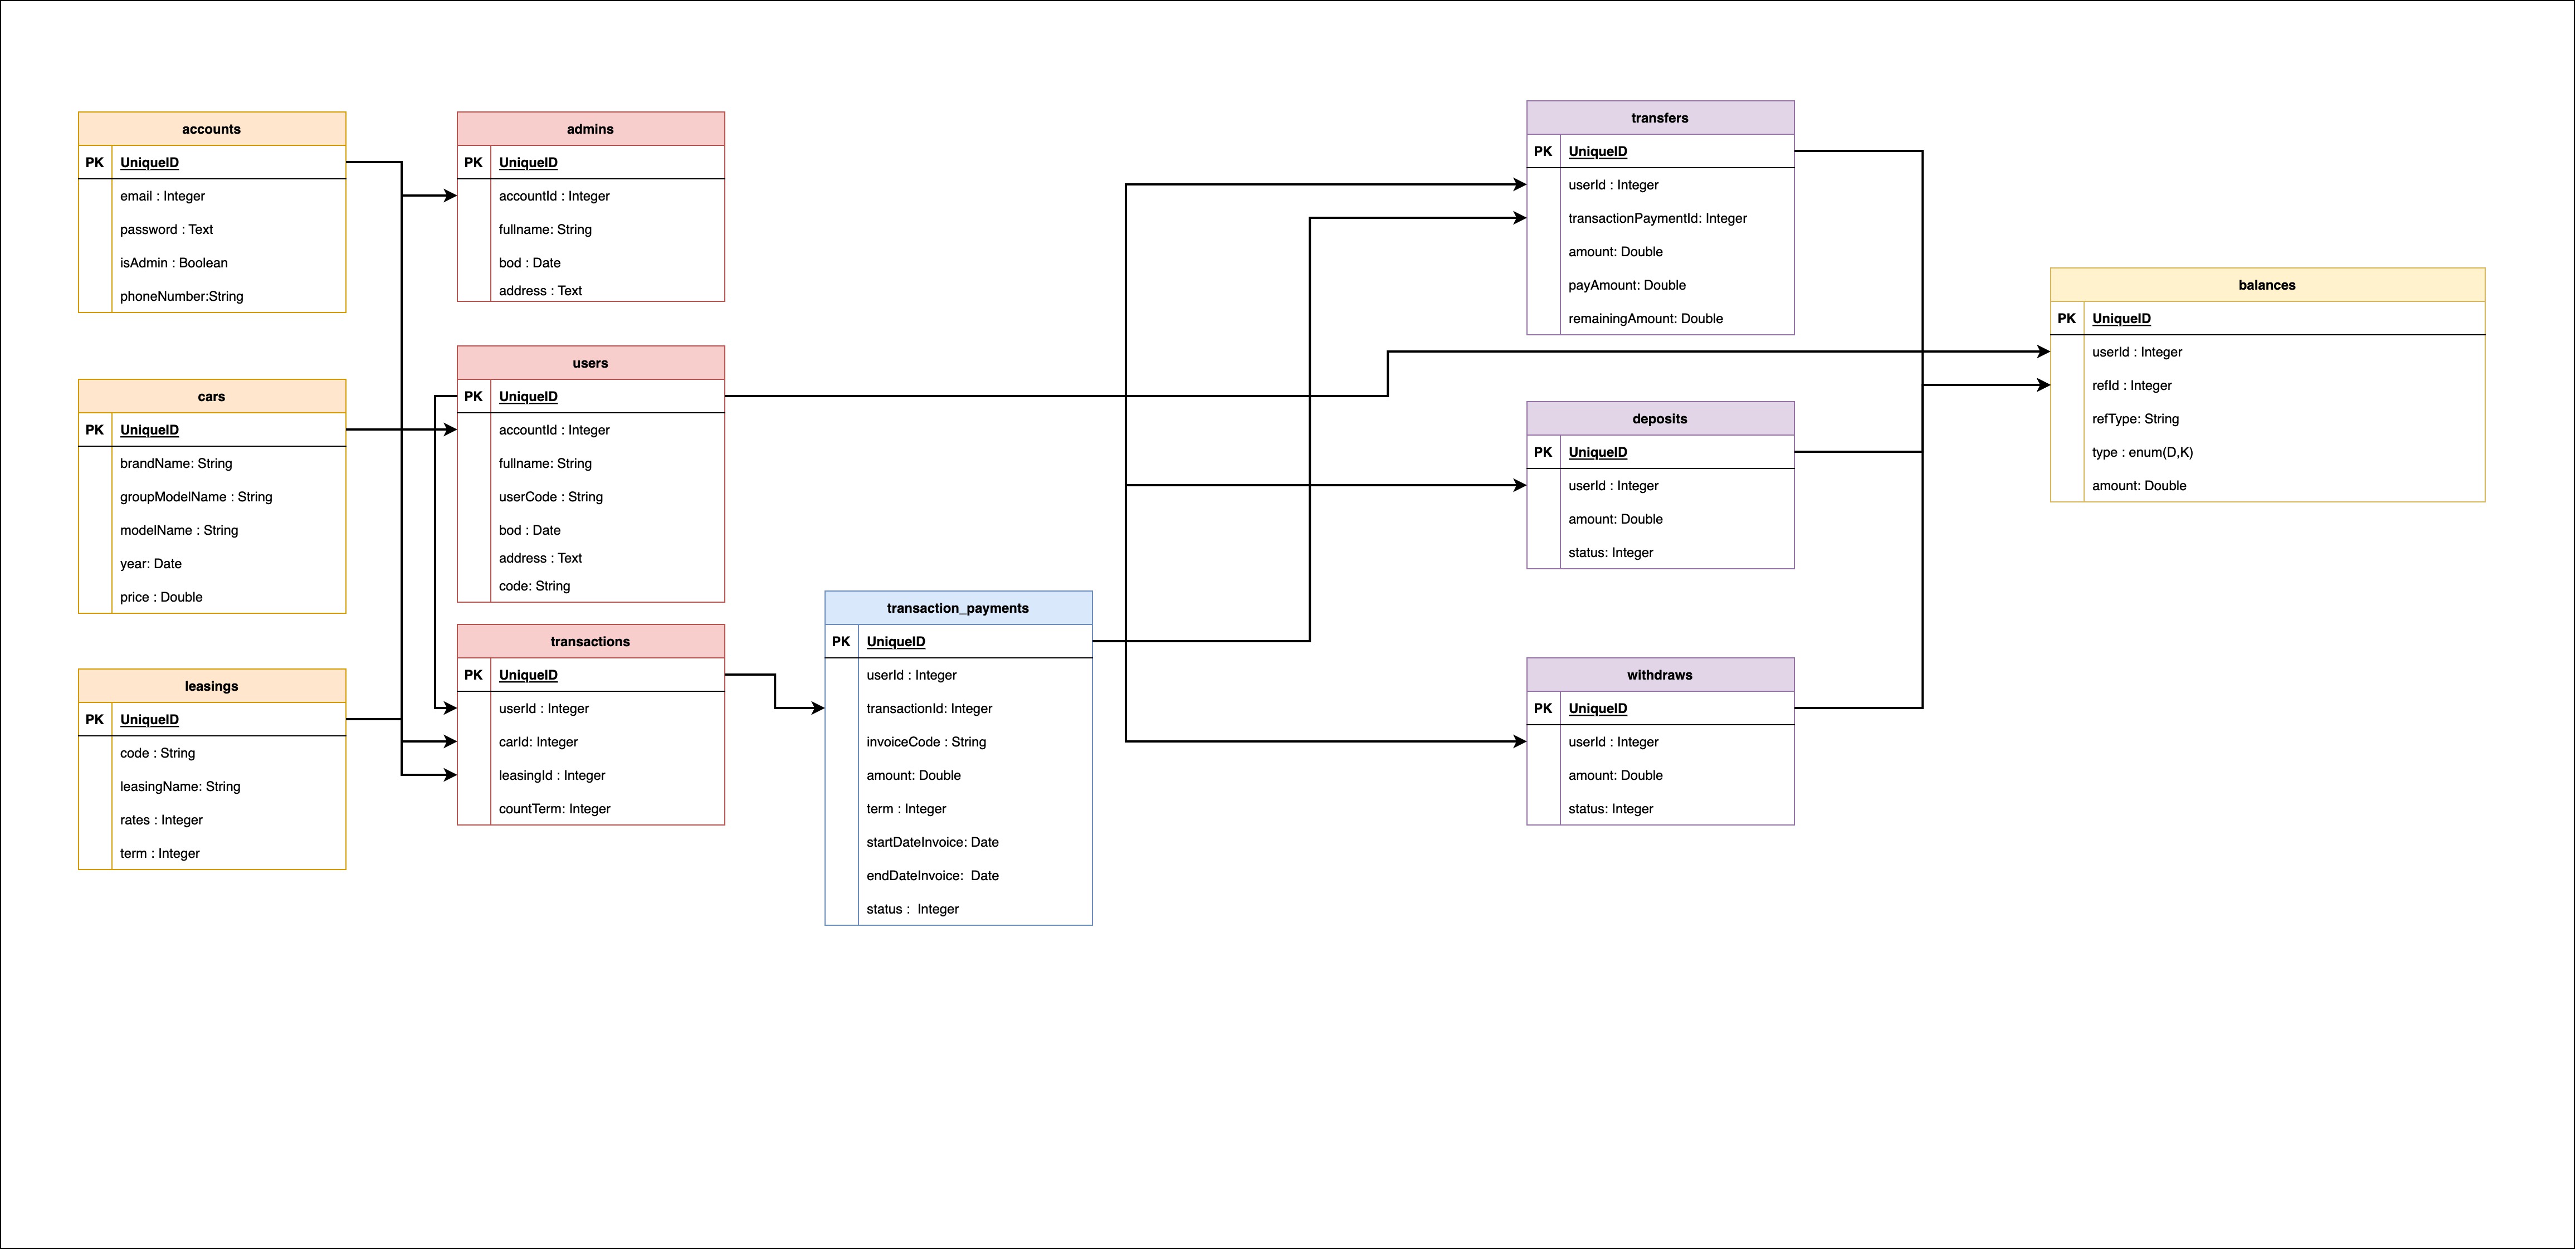 accounts
PK UniqueID
email : Integer
password : Text
isAdmin : Boolean
phoneNumber:String
admins
PK UniqueID
accountId : Integer
fullname: String
bod : Date
address : Text
cars
PK UniqueID
brandName: String
groupModelName : String
modelName : String
year: Date
price : Double
users
PK UniqueID
accountId : Integer
fullname: String
userCode : String
bod : Date
address : Text
code: String
leasings
PK UniqueID
code : String
leasingName: String
rates : Integer
term : Integer
transactions
PK UniqueID
userId : Integer
carId: Integer
leasingId : Integer
countTerm: Integer
transaction_payments
PK UniqueID
userId : Integer
transactionId: Integer
invoiceCode : String
amount: Double
term : Integer
startDateInvoice: Date
endDateInvoice:  Date
status :  Integer
transfers
PK UniqueID
userId : Integer
transactionPaymentId: Integer
amount: Double
payAmount: Double
remainingAmount: Double
deposits
PK UniqueID
userId : Integer
amount: Double
status: Integer
withdraws
PK UniqueID
userId : Integer
amount: Double
status: Integer
balances
PK UniqueID
userId : Integer
refId : Integer
refType: String
type : enum(D,K)
amount: Double